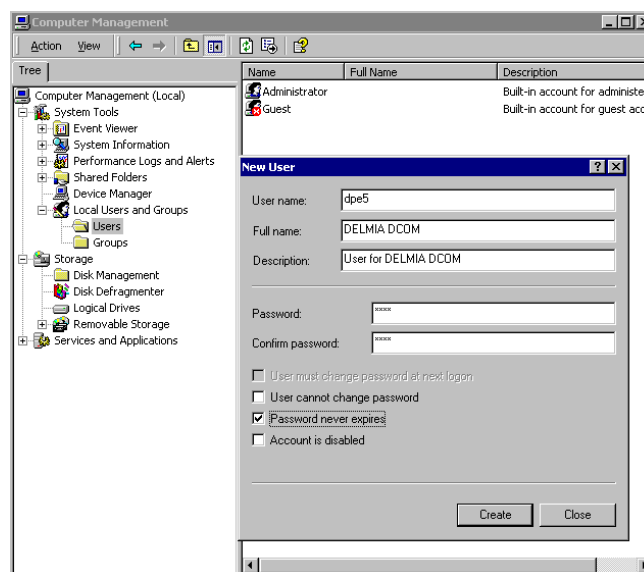 Computer Management
Action View
Tree
Name Full Name Description
Computer Management (Local)
System Tools
Event Viewer
System Information
Performance Logs and Alerts
Shared Folders
Device Manager
Local Users and Groups
Users
Groups
Storage
Disk Management
Disk Defragmenter
Logical Drives
Removable Storage
Services and Applications
Administrator Built-in account for administe
Guest Built-in account for guest acc
New User
User name: dpe5
Full name: DELMIA DCOM
Description: User for DELMIA DCOM
Password: ****
Confirm password: ****
User must change password at next logon
User cannot change password
Password never expires
Account is disabled
Create Close